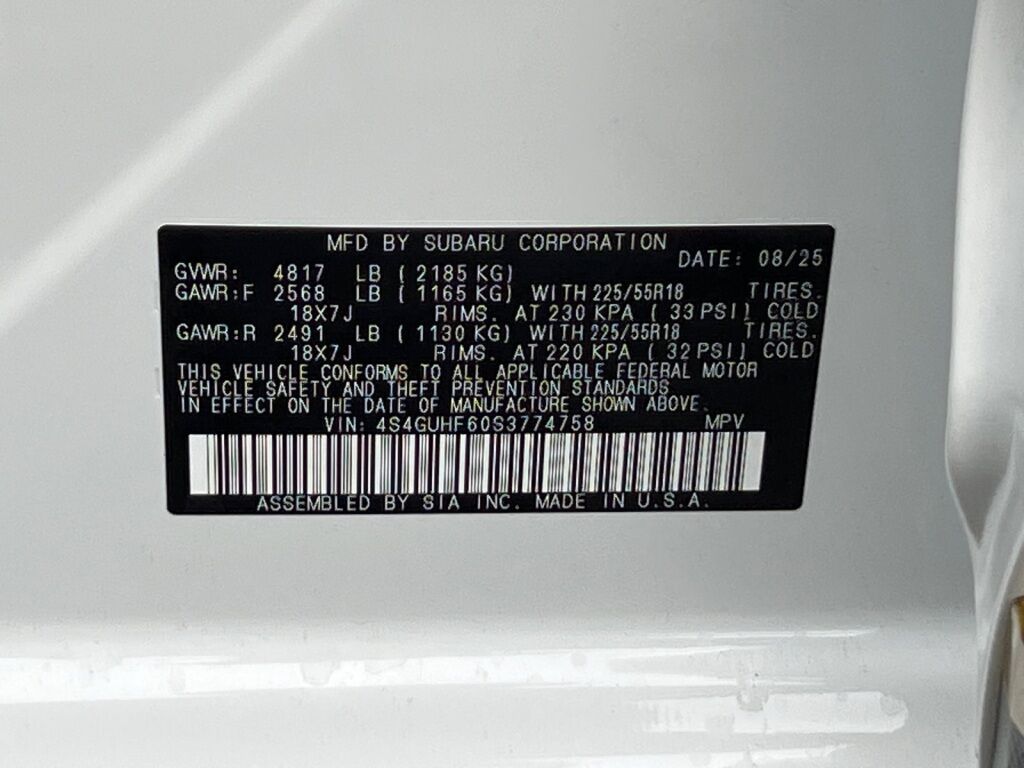 MFD BY SUBARU CORPORATION
DATE: 08/25
GVWR: 4817 LB ( 2185 KG)
GAWR:F 2568 LB ( 1165 KG) WITH 225/55R18 TIRES.
18X7J RIMS. AT 230 KPA ( 33 PSI) COLD
GAWR:R 2491 LB ( 1130 KG) WITH 225/55R18 TIRES.
18X7J RIMS. AT 220 KPA ( 32 PSI) COLD
THIS VEHICLE CONFORMS TO ALL APPLICABLE FEDERAL MOTOR
VEHICLE SAFETY AND THEFT PREVENTION STANDARDS
IN EFFECT ON THE DATE OF MANUFACTURE SHOWN ABOVE.
VIN: 4S4GUHF60S3774758 MPV
ASSEMBLED BY SIA INC. MADE IN U.S.A.